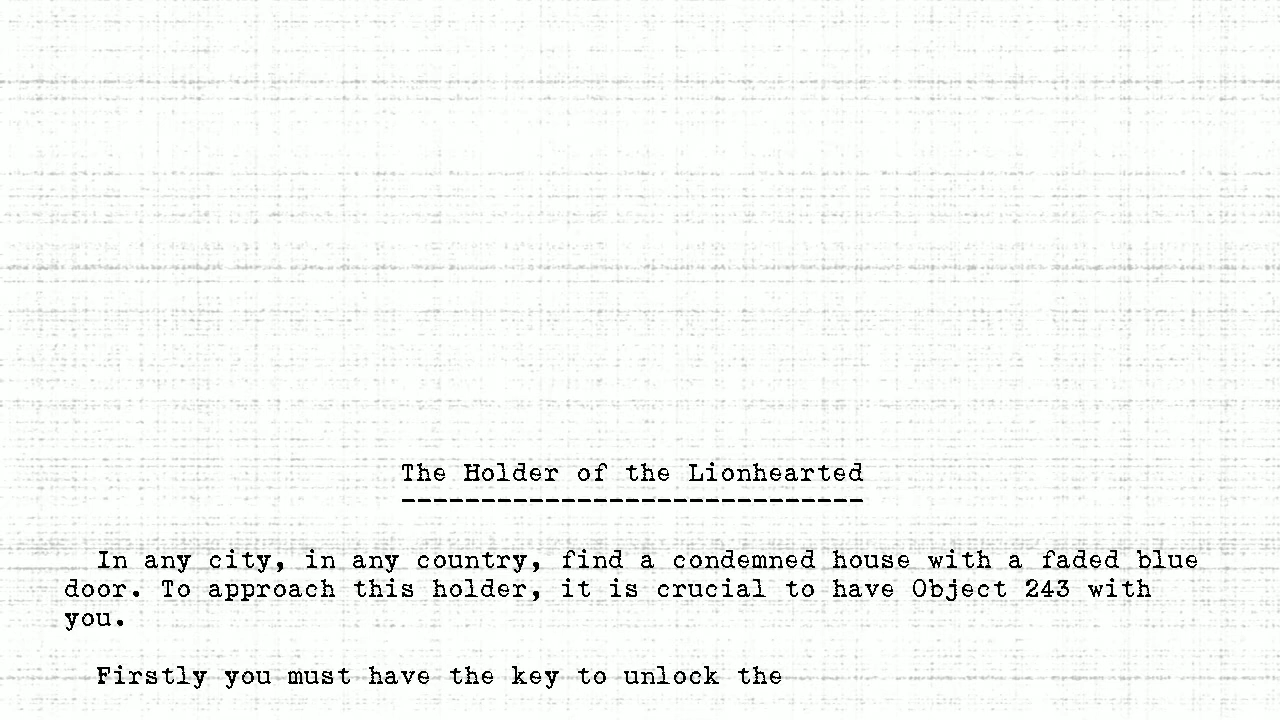 The Holder of the Lionhearted
-----------------------------
In any city, in any country, find a condemned house with a faded blue
door. To approach this holder, it is crucial to have Object 243 with
you.
Firstly you must have the key to unlock the